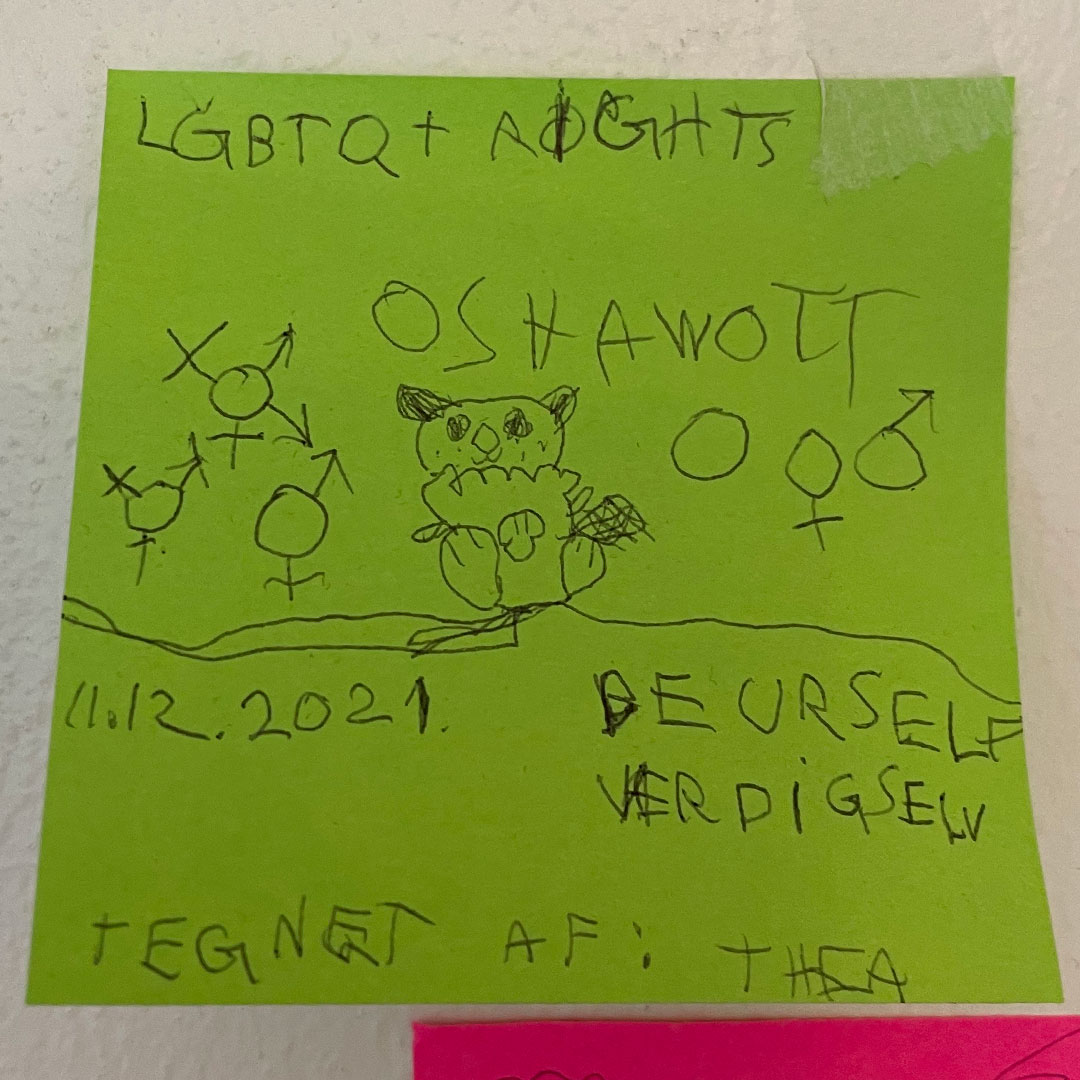 LGBTQ+ RIGHTS
OSHAWOTT
11.12.2021.
BE URSELF
VÆR DIG SELV
TEGNET AF: THEA